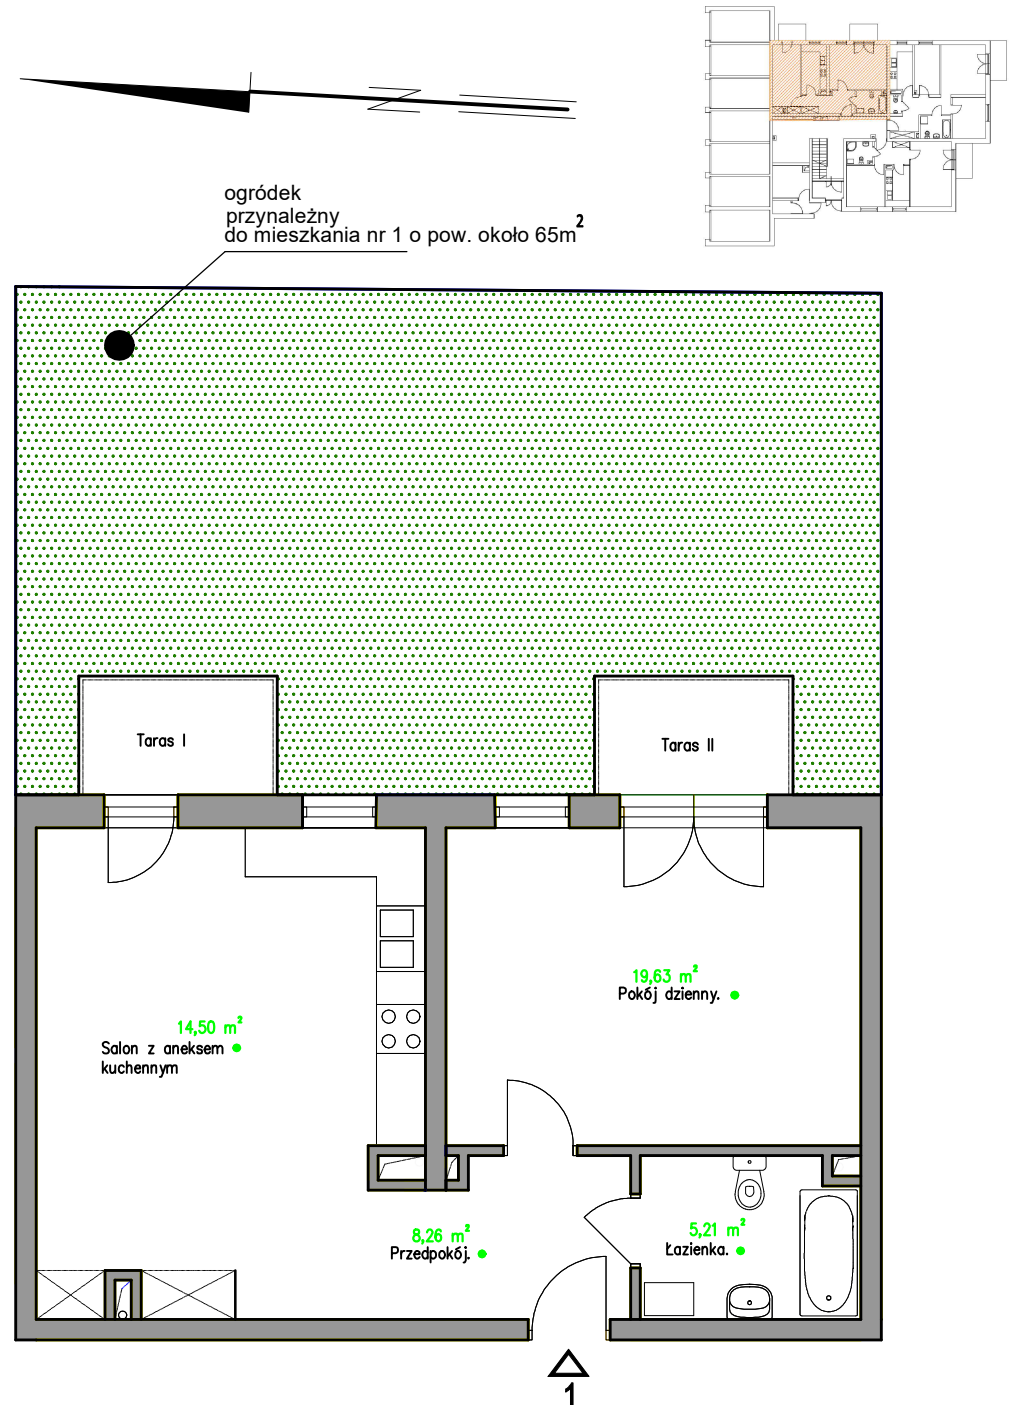 ogródek
przynależny
do mieszkania nr 1 o pow. około 65m²
Taras I
Taras II
19,63 m²
Pokój dzienny.
14,50 m²
Salon z aneksem
kuchennym
8,26 m²
Przedpokój.
5,21 m²
Łazienka.
1